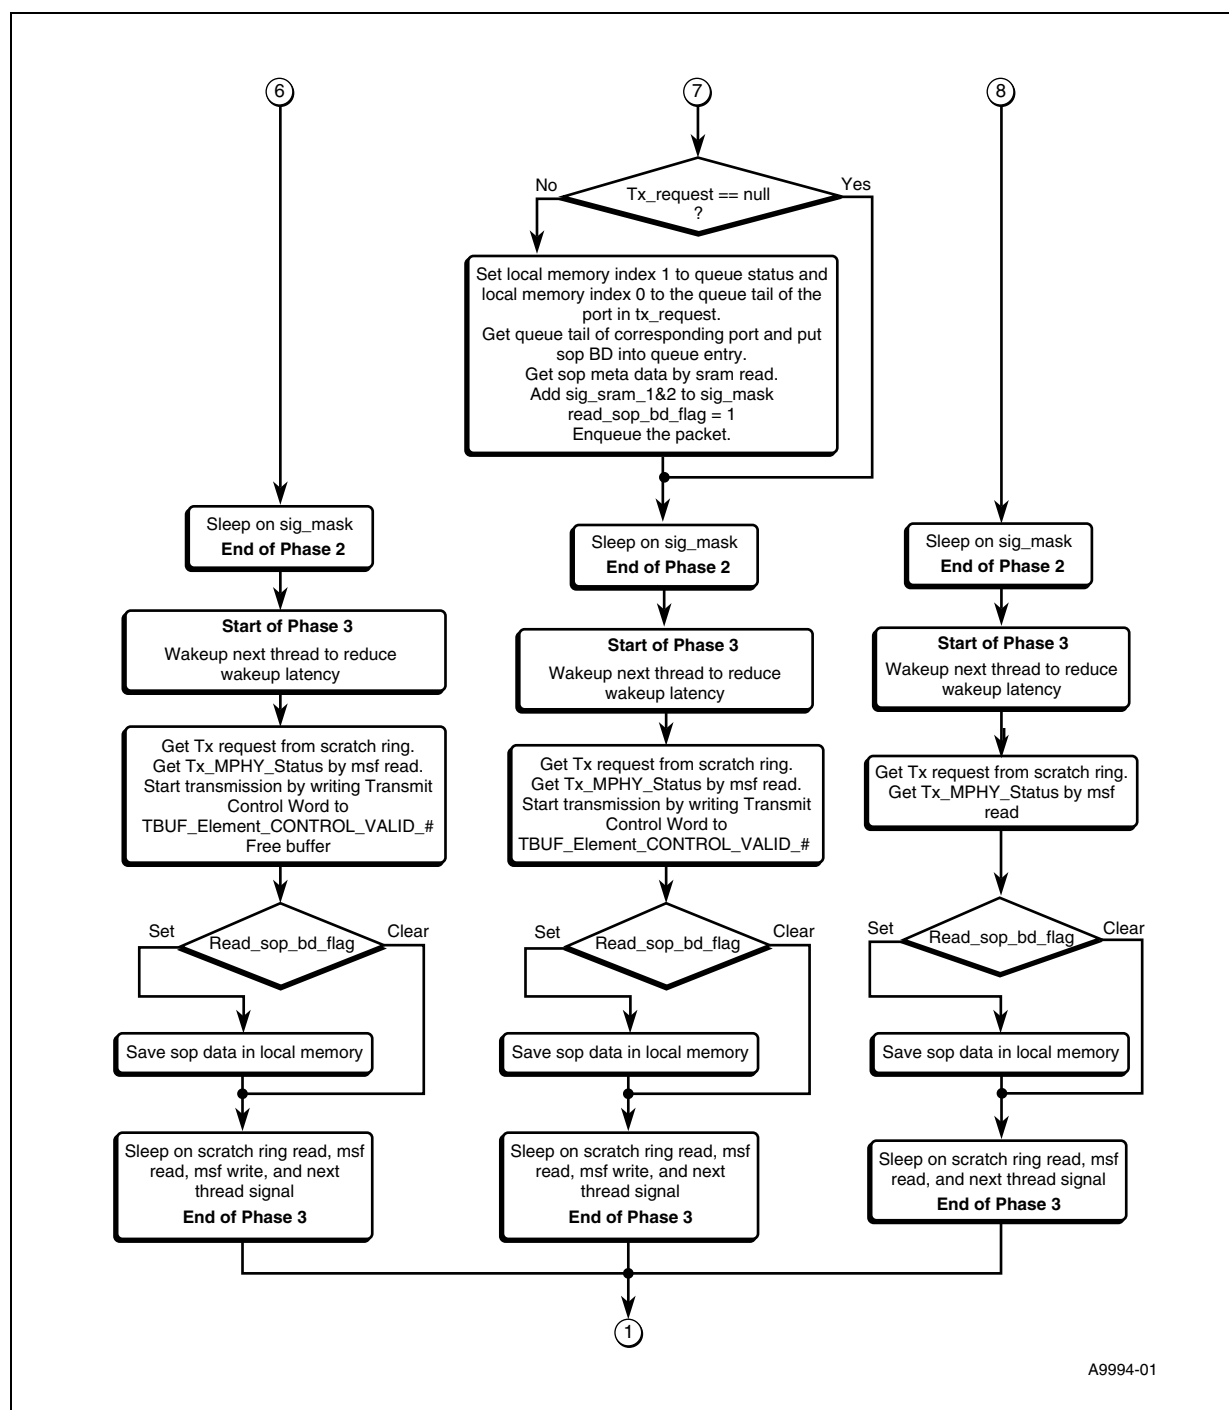 6
7
8
No
Tx_request == null
?
Yes
Set local memory index 1 to queue status and
local memory index 0 to the queue tail of the
port in tx_request.
Get queue tail of corresponding port and put
sop BD into queue entry.
Get sop meta data by sram read.
Add sig_sram_1&2 to sig_mask
read_sop_bd_flag = 1
Enqueue the packet.
Sleep on sig_mask
End of Phase 2
Sleep on sig_mask
End of Phase 2
Sleep on sig_mask
End of Phase 2
Start of Phase 3
Wakeup next thread to reduce
wakeup latency
Start of Phase 3
Wakeup next thread to reduce
wakeup latency
Start of Phase 3
Wakeup next thread to reduce
wakeup latency
Get Tx request from scratch ring.
Get Tx_MPHY_Status by msf read.
Start transmission by writing Transmit
Control Word to
TBUF_Element_CONTROL_VALID_#
Free buffer
Get Tx request from scratch ring.
Get Tx_MPHY_Status by msf read.
Start transmission by writing Transmit
Control Word to
TBUF_Element_CONTROL_VALID_#
Get Tx request from scratch ring.
Get Tx_MPHY_Status by msf
read
Set
Read_sop_bd_flag
Clear
Set
Read_sop_bd_flag
Clear
Set
Read_sop_bd_flag
Clear
Save sop data in local memory
Save sop data in local memory
Save sop data in local memory
Sleep on scratch ring read, msf
read, msf write, and next
thread signal
End of Phase 3
Sleep on scratch ring read, msf
read, msf write, and next
thread signal
End of Phase 3
Sleep on scratch ring read, msf
read, and next thread signal
End of Phase 3
1
A9994-01